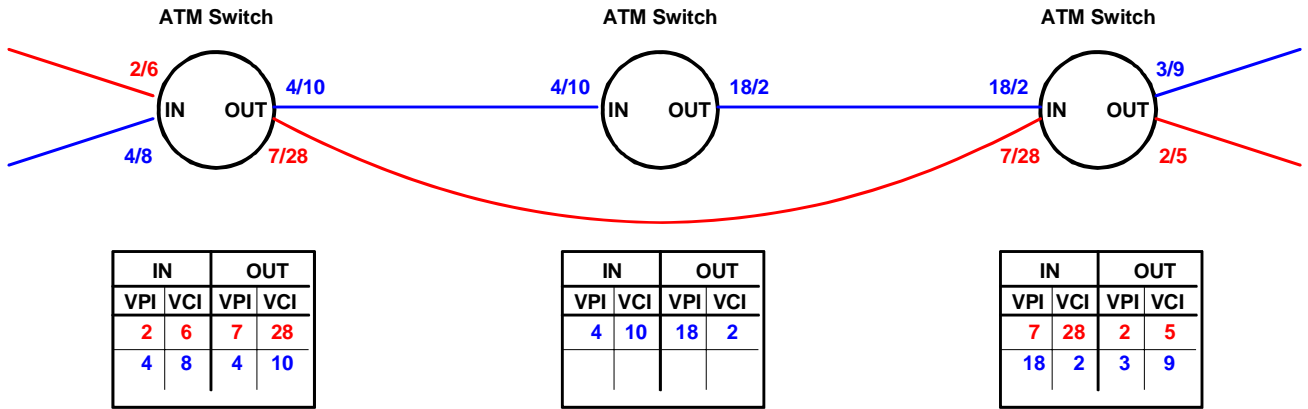 ATM Switch ATM Switch ATM Switch
2/6 4/10 4/10 18/2 18/2 3/9
IN OUT IN OUT IN OUT
4/8 7/28 7/28 2/5
IN OUT
VPI VCI VPI VCI
2 6 7 28
4 8 4 10
IN OUT
VPI VCI VPI VCI
4 10 18 2
IN OUT
VPI VCI VPI VCI
7 28 2 5
18 2 3 9